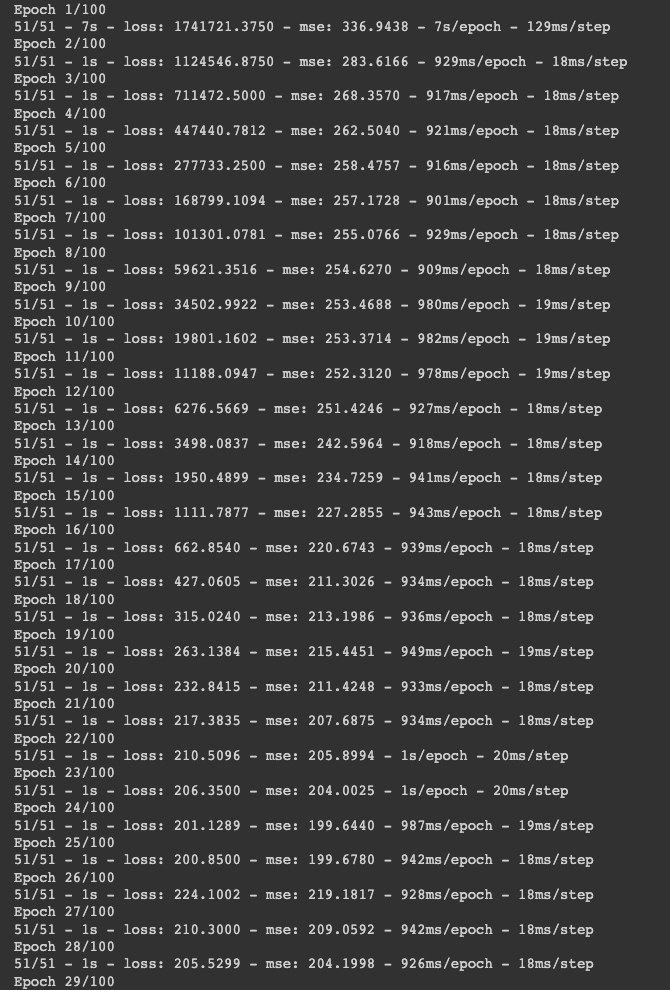 Epoch 1/100
51/51 - 7s - loss: 1741721.3750 - mse: 336.9438 - 7s/epoch - 129ms/step
Epoch 2/100
51/51 - 1s - loss: 1124546.8750 - mse: 283.6166 - 929ms/epoch - 18ms/step
Epoch 3/100
51/51 - 1s - loss: 711472.5000 - mse: 268.3570 - 917ms/epoch - 18ms/step
Epoch 4/100
51/51 - 1s - loss: 447440.7812 - mse: 262.5040 - 921ms/epoch - 18ms/step
Epoch 5/100
51/51 - 1s - loss: 277733.2500 - mse: 258.4757 - 916ms/epoch - 18ms/step
Epoch 6/100
51/51 - 1s - loss: 168799.1094 - mse: 257.1728 - 901ms/epoch - 18ms/step
Epoch 7/100
51/51 - 1s - loss: 101301.0781 - mse: 255.0766 - 929ms/epoch - 18ms/step
Epoch 8/100
51/51 - 1s - loss: 59621.3516 - mse: 254.6270 - 909ms/epoch - 18ms/step
Epoch 9/100
51/51 - 1s - loss: 34502.9922 - mse: 253.4688 - 980ms/epoch - 19ms/step
Epoch 10/100
51/51 - 1s - loss: 19801.1602 - mse: 253.3714 - 982ms/epoch - 19ms/step
Epoch 11/100
51/51 - 1s - loss: 11188.0947 - mse: 252.3120 - 978ms/epoch - 19ms/step
Epoch 12/100
51/51 - 1s - loss: 6276.5669 - mse: 251.4246 - 927ms/epoch - 18ms/step
Epoch 13/100
51/51 - 1s - loss: 3498.0837 - mse: 242.5964 - 918ms/epoch - 18ms/step
Epoch 14/100
51/51 - 1s - loss: 1950.4899 - mse: 234.7259 - 941ms/epoch - 18ms/step
Epoch 15/100
51/51 - 1s - loss: 1111.7877 - mse: 227.2855 - 943ms/epoch - 18ms/step
Epoch 16/100
51/51 - 1s - loss: 662.8540 - mse: 220.6743 - 939ms/epoch - 18ms/step
Epoch 17/100
51/51 - 1s - loss: 427.0605 - mse: 211.3026 - 934ms/epoch - 18ms/step
Epoch 18/100
51/51 - 1s - loss: 315.0240 - mse: 213.1986 - 936ms/epoch - 18ms/step
Epoch 19/100
51/51 - 1s - loss: 263.1384 - mse: 215.4451 - 949ms/epoch - 19ms/step
Epoch 20/100
51/51 - 1s - loss: 232.8415 - mse: 211.4248 - 933ms/epoch - 18ms/step
Epoch 21/100
51/51 - 1s - loss: 217.3835 - mse: 207.6875 - 934ms/epoch - 18ms/step
Epoch 22/100
51/51 - 1s - loss: 210.5096 - mse: 205.8994 - 1s/epoch - 20ms/step
Epoch 23/100
51/51 - 1s - loss: 206.3500 - mse: 204.0025 - 1s/epoch - 20ms/step
Epoch 24/100
51/51 - 1s - loss: 201.1289 - mse: 199.6440 - 987ms/epoch - 19ms/step
Epoch 25/100
51/51 - 1s - loss: 200.8500 - mse: 199.6780 - 942ms/epoch - 18ms/step
Epoch 26/100
51/51 - 1s - loss: 224.1002 - mse: 219.1817 - 928ms/epoch - 18ms/step
Epoch 27/100
51/51 - 1s - loss: 210.3000 - mse: 209.0592 - 942ms/epoch - 18ms/step
Epoch 28/100
51/51 - 1s - loss: 205.5299 - mse: 204.1998 - 926ms/epoch - 18ms/step
Epoch 29/100